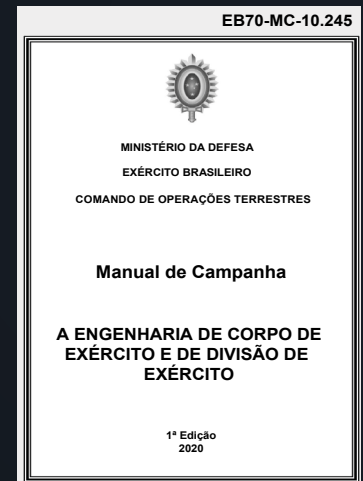 EB70-MC-10.245
MINISTÉRIO DA DEFESA
EXÉRCITO BRASILEIRO
COMANDO DE OPERAÇÕES TERRESTRES
Manual de Campanha
A ENGENHARIA DE CORPO DE
EXÉRCITO E DE DIVISÃO DE
EXÉRCITO
1ª Edição
2020